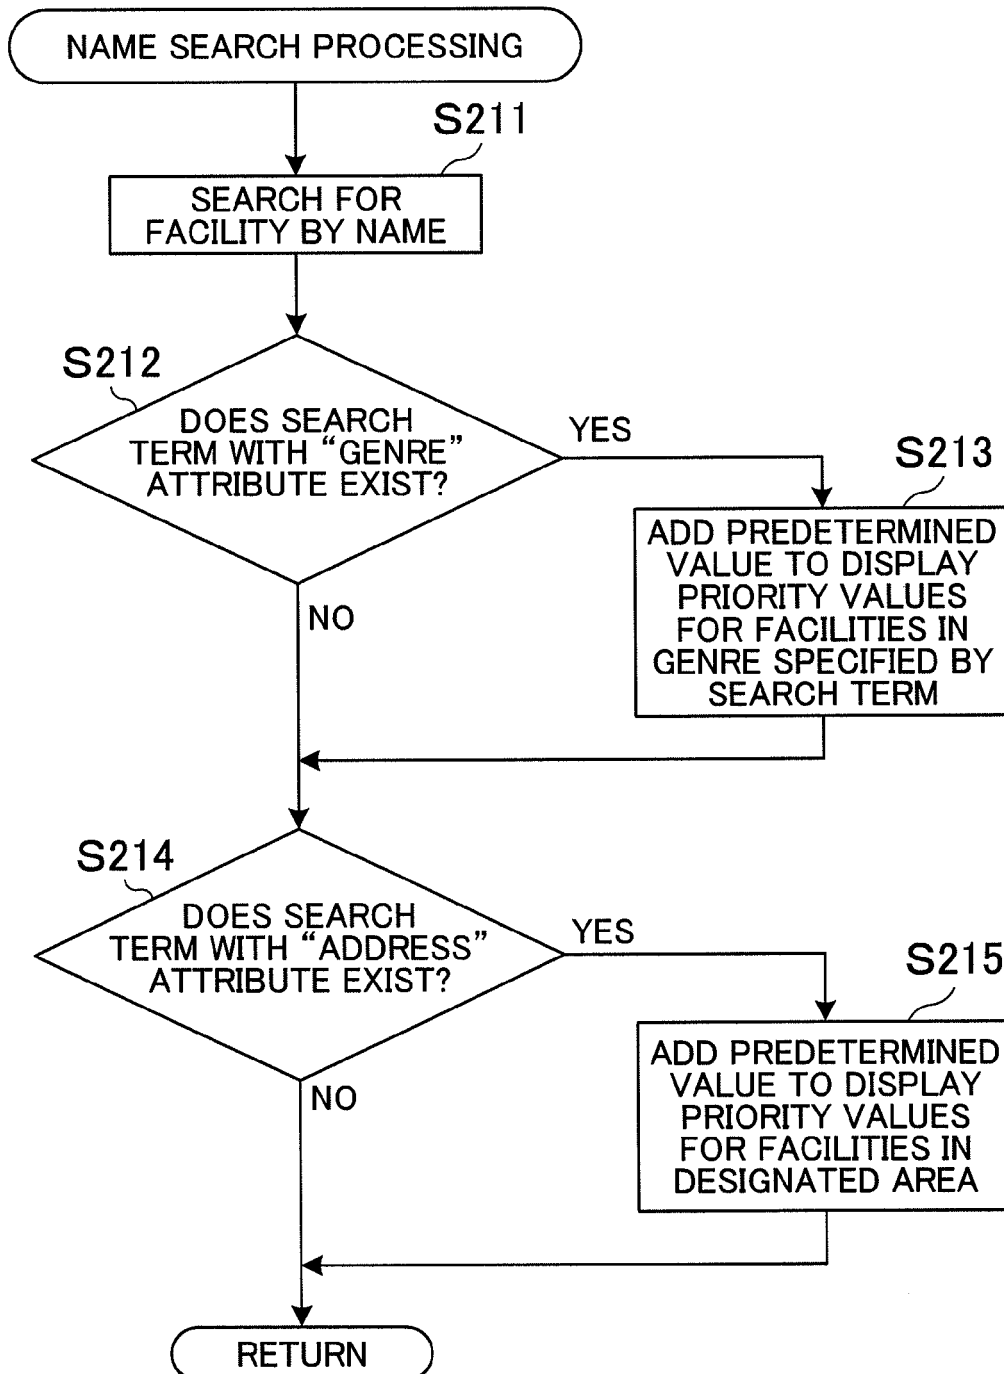 NAME SEARCH PROCESSING
S211
SEARCH FOR
FACILITY BY NAME
S212
DOES SEARCH
TERM WITH “GENRE”
ATTRIBUTE EXIST?
YES
S213
ADD PREDETERMINED
VALUE TO DISPLAY
PRIORITY VALUES
FOR FACILITIES IN
GENRE SPECIFIED BY
SEARCH TERM
NO
S214
DOES SEARCH
TERM WITH “ADDRESS”
ATTRIBUTE EXIST?
YES
S215
ADD PREDETERMINED
VALUE TO DISPLAY
PRIORITY VALUES
FOR FACILITIES IN
DESIGNATED AREA
NO
RETURN